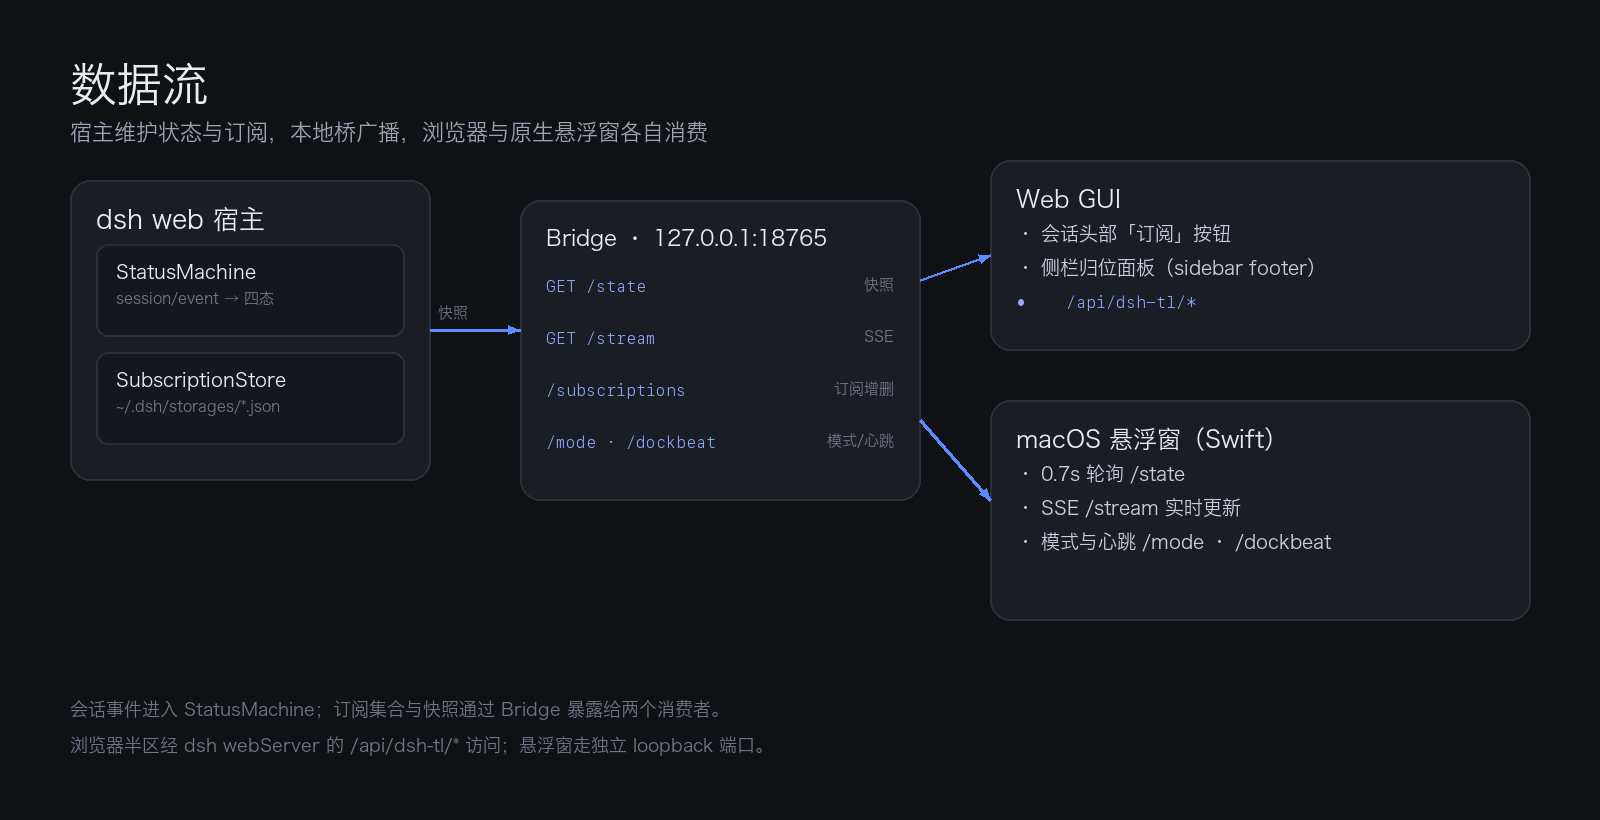 数据流
宿主维护状态与订阅，本地桥广播，浏览器与原生悬浮窗各自消费
dsh web 宿主
StatusMachine
session/event → 四态
SubscriptionStore
~/.dsh/storages/*.json
快照
Bridge · 127.0.0.1:18765
GET /state 快照
GET /stream SSE
/subscriptions 订阅增删
/mode · /dockbeat 模式/心跳
Web GUI
· 会话头部「订阅」按钮
· 侧栏归位面板（sidebar footer）
• /api/dsh-tl/*
macOS 悬浮窗（Swift）
· 0.7s 轮询 /state
· SSE /stream 实时更新
· 模式与心跳 /mode · /dockbeat
会话事件进入 StatusMachine；订阅集合与快照通过 Bridge 暴露给两个消费者。
浏览器半区经 dsh webServer 的 /api/dsh-tl/* 访问；悬浮窗走独立 loopback 端口。